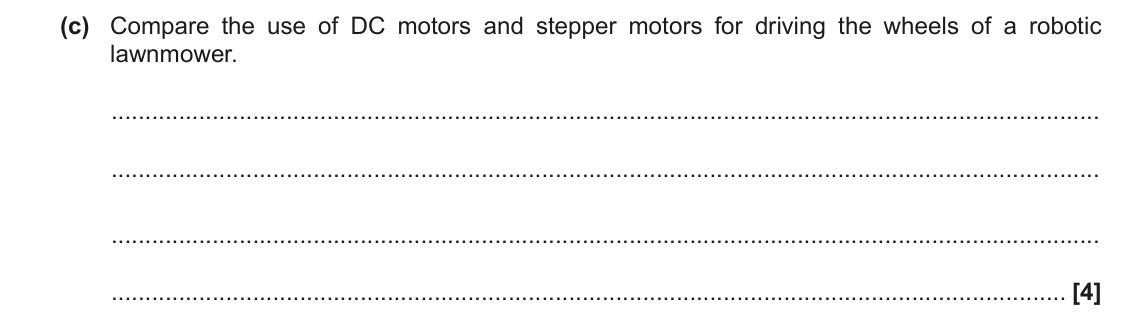 (c) Compare the use of DC motors and stepper motors for driving the wheels of a robotic
lawnmower.
....................................................................................................
....................................................................................................
....................................................................................................
.................................................................................................... [4]